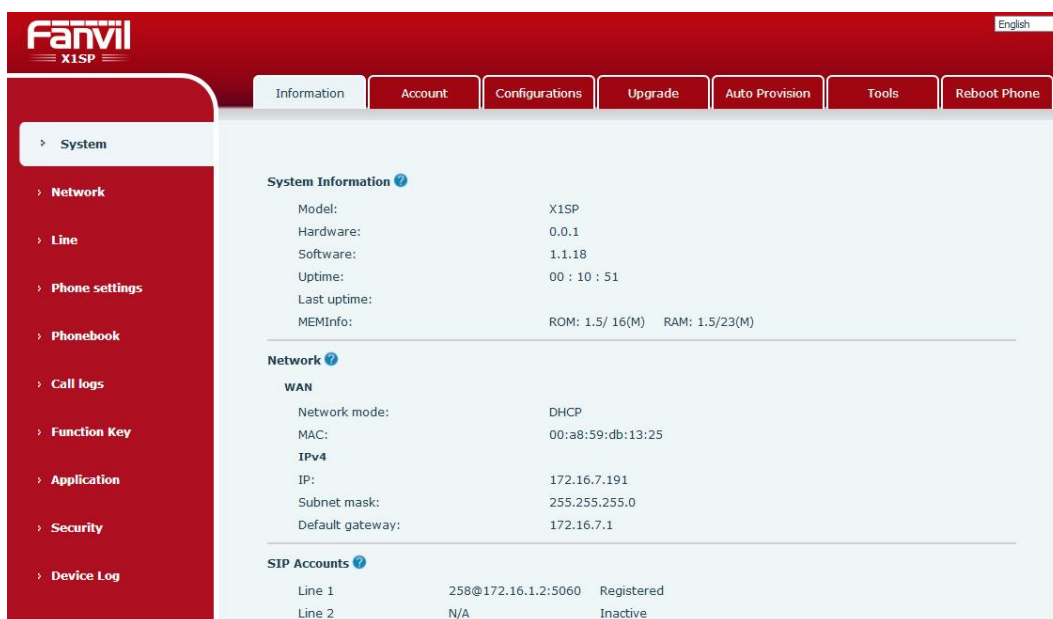 Fanvil
X1SP
English
Information Account Configurations Upgrade Auto Provision Tools Reboot Phone
› System
› Network
› Line
› Phone settings
› Phonebook
› Call logs
› Function Key
› Application
› Security
› Device Log
System Information ?
Model: X1SP
Hardware: 0.0.1
Software: 1.1.18
Uptime: 00 : 10 : 51
Last uptime:
MEMInfo: ROM: 1.5/ 16(M) RAM: 1.5/23(M)
Network ?
WAN
Network mode: DHCP
MAC: 00:a8:59:db:13:25
IPv4
IP: 172.16.7.191
Subnet mask: 255.255.255.0
Default gateway: 172.16.7.1
SIP Accounts ?
Line 1 258@172.16.1.2:5060 Registered
Line 2 N/A Inactive